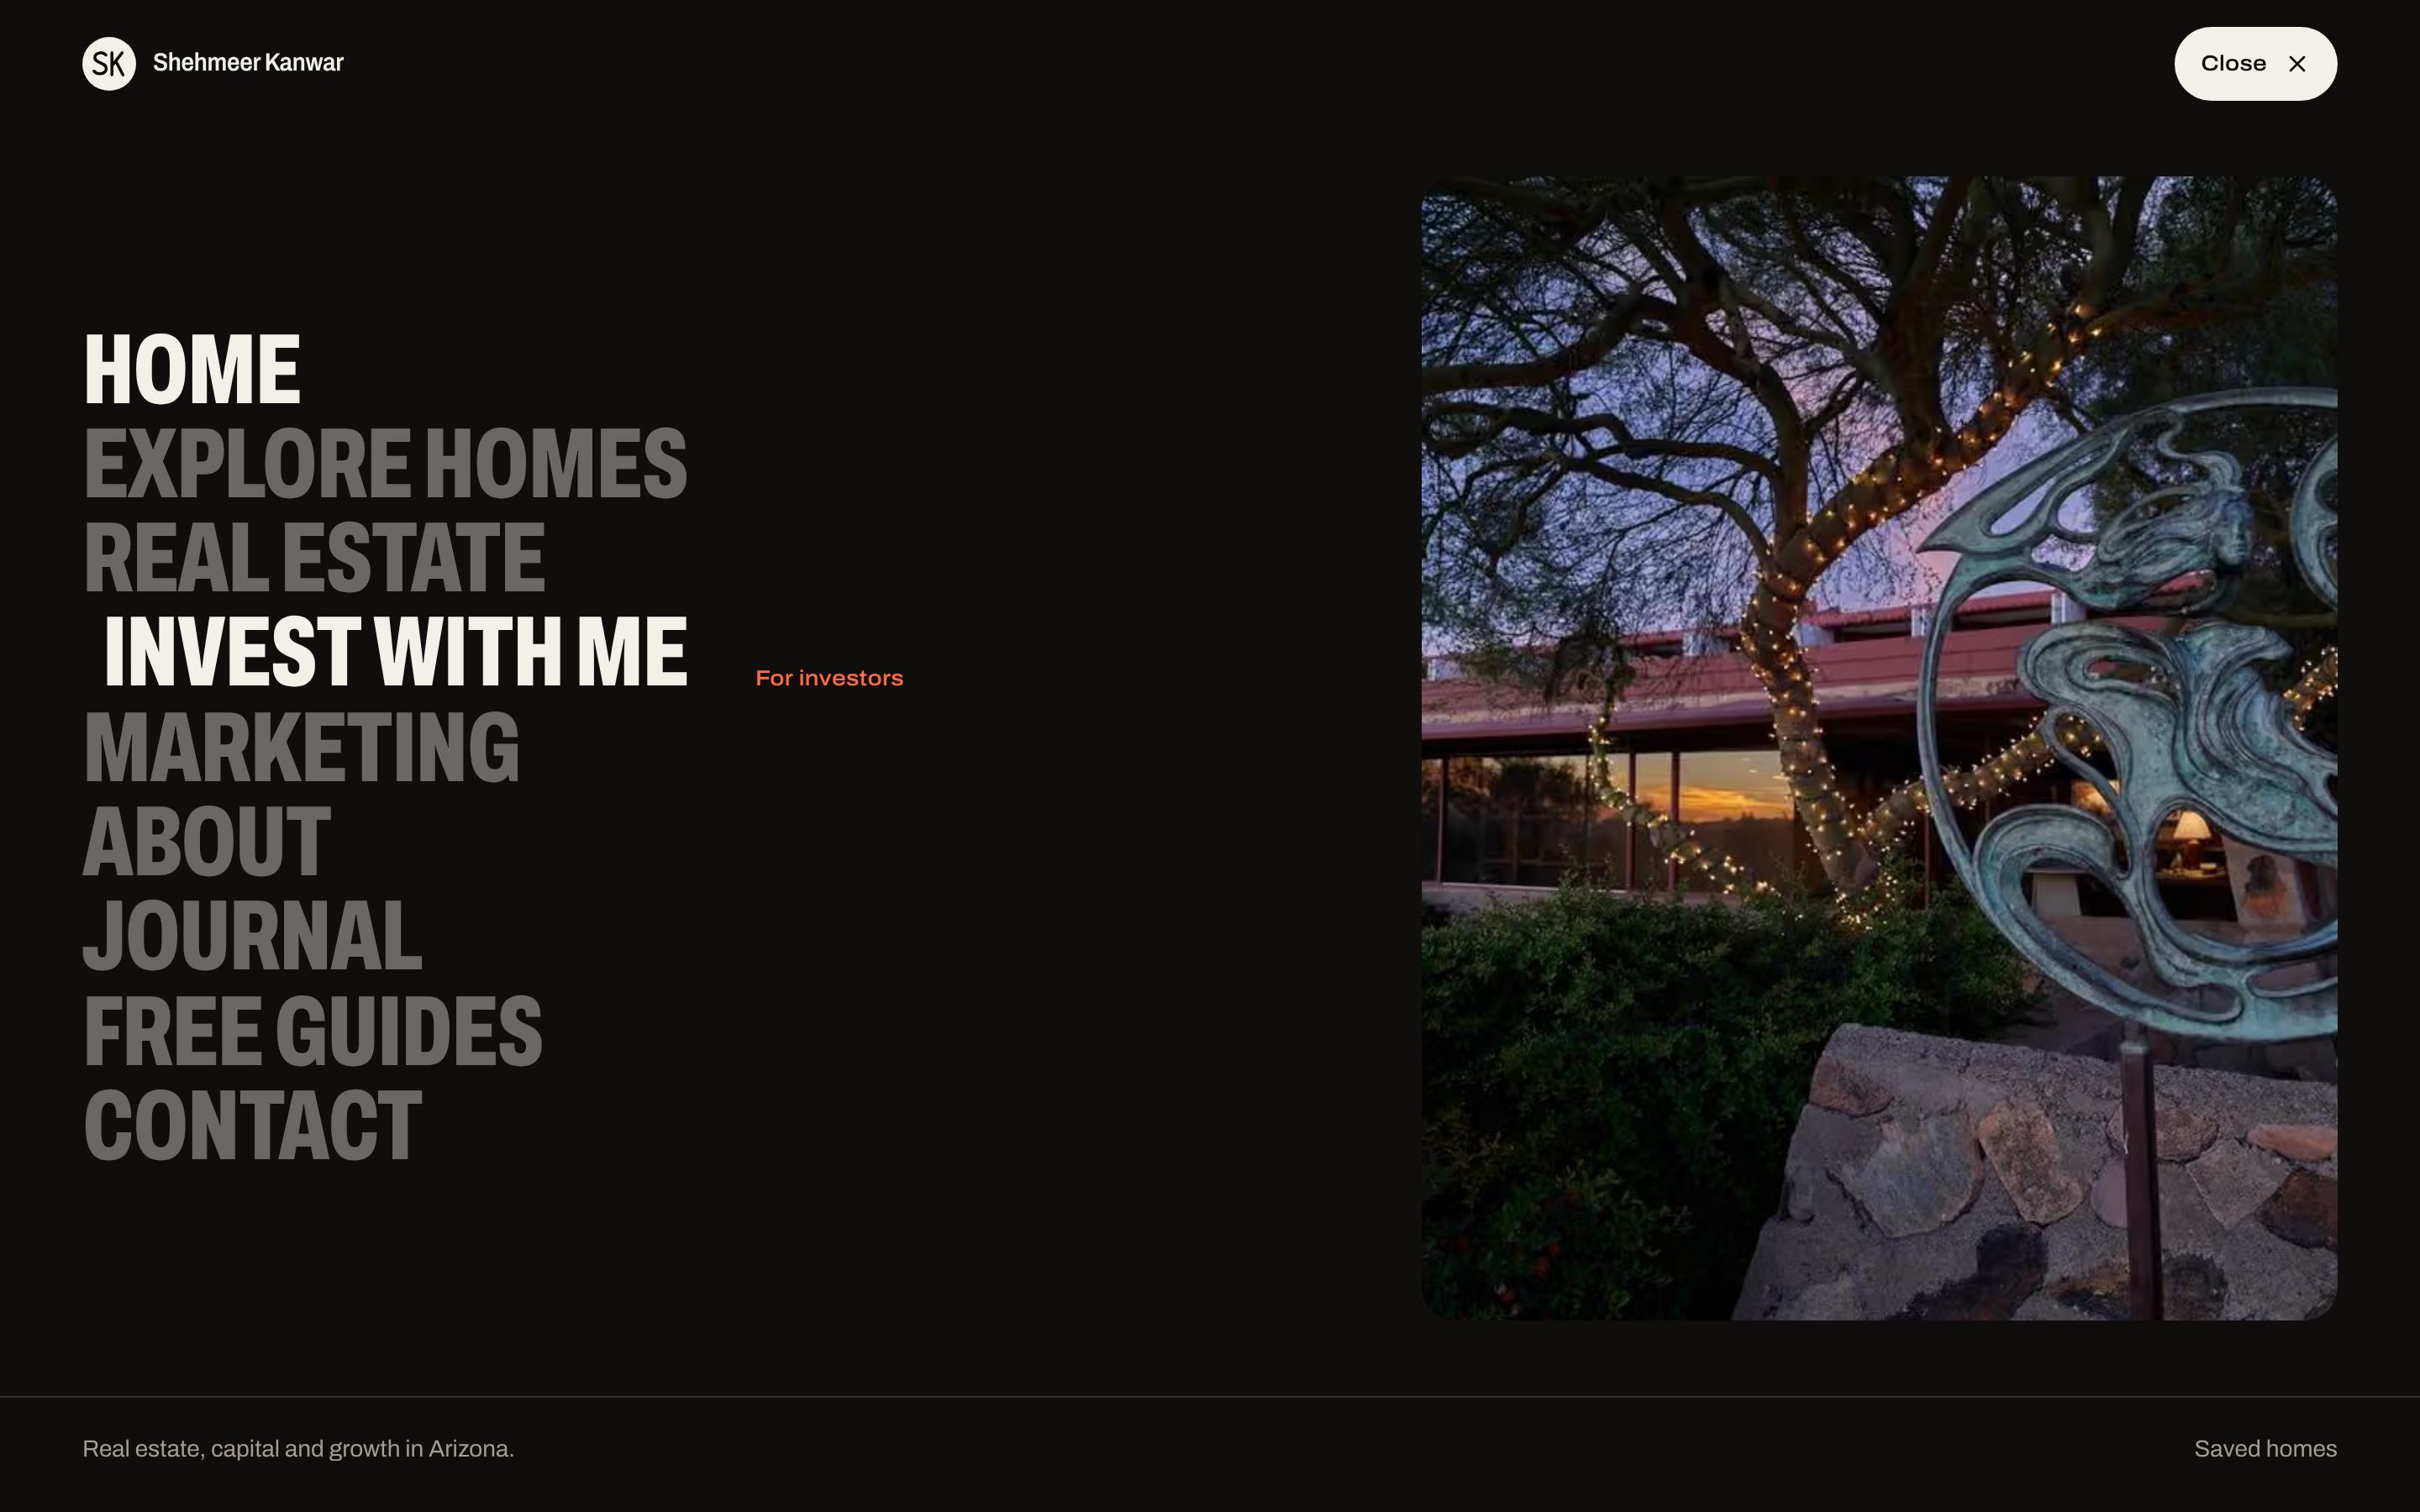 SK Shehmeer Kanwar
Close
HOME
EXPLORE HOMES
REAL ESTATE
INVEST WITH ME
For investors
MARKETING
ABOUT
JOURNAL
FREE GUIDES
CONTACT
Real estate, capital and growth in Arizona.
Saved homes